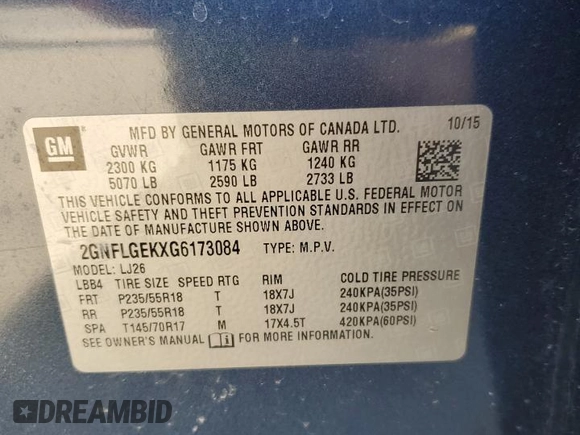 GM
MFD BY GENERAL MOTORS OF CANADA LTD. 10/15
GVWR GAWR FRT GAWR RR
2300 KG 1175 KG 1240 KG
5070 LB 2590 LB 2733 LB
THIS VEHICLE CONFORMS TO ALL APPLICABLE U.S. FEDERAL MOTOR
VEHICLE SAFETY AND THEFT PREVENTION STANDARDS IN EFFECT ON
THE DATE OF MANUFACTURE SHOWN ABOVE.
2GNFLGEKXG6173084 TYPE: M.P.V.
MODEL: LJ26
LBB4 TIRE SIZE SPEED RTG RIM COLD TIRE PRESSURE
FRT P235/55R18 T 18X7J 240KPA(35PSI)
RR P235/55R18 T 18X7J 240KPA(35PSI)
SPA T145/70R17 M 17X4.5T 420KPA(60PSI)
SEE OWNER'S MANUAL FOR MORE INFORMATION.
DREAMBID